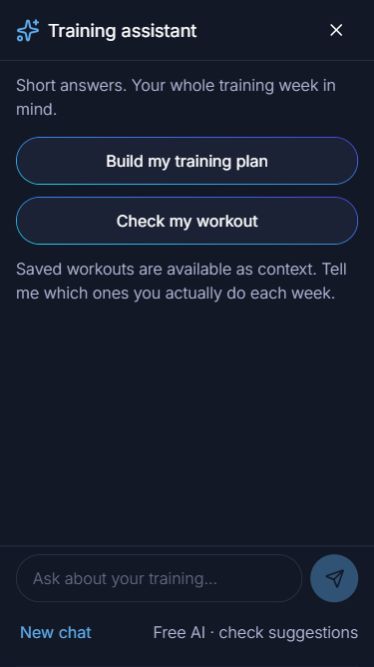 Training assistant
Short answers. Your whole training week in
mind.
Build my training plan
Check my workout
Saved workouts are available as context. Tell
me which ones you actually do each week.
Ask about your training...
New chat
Free AI · check suggestions